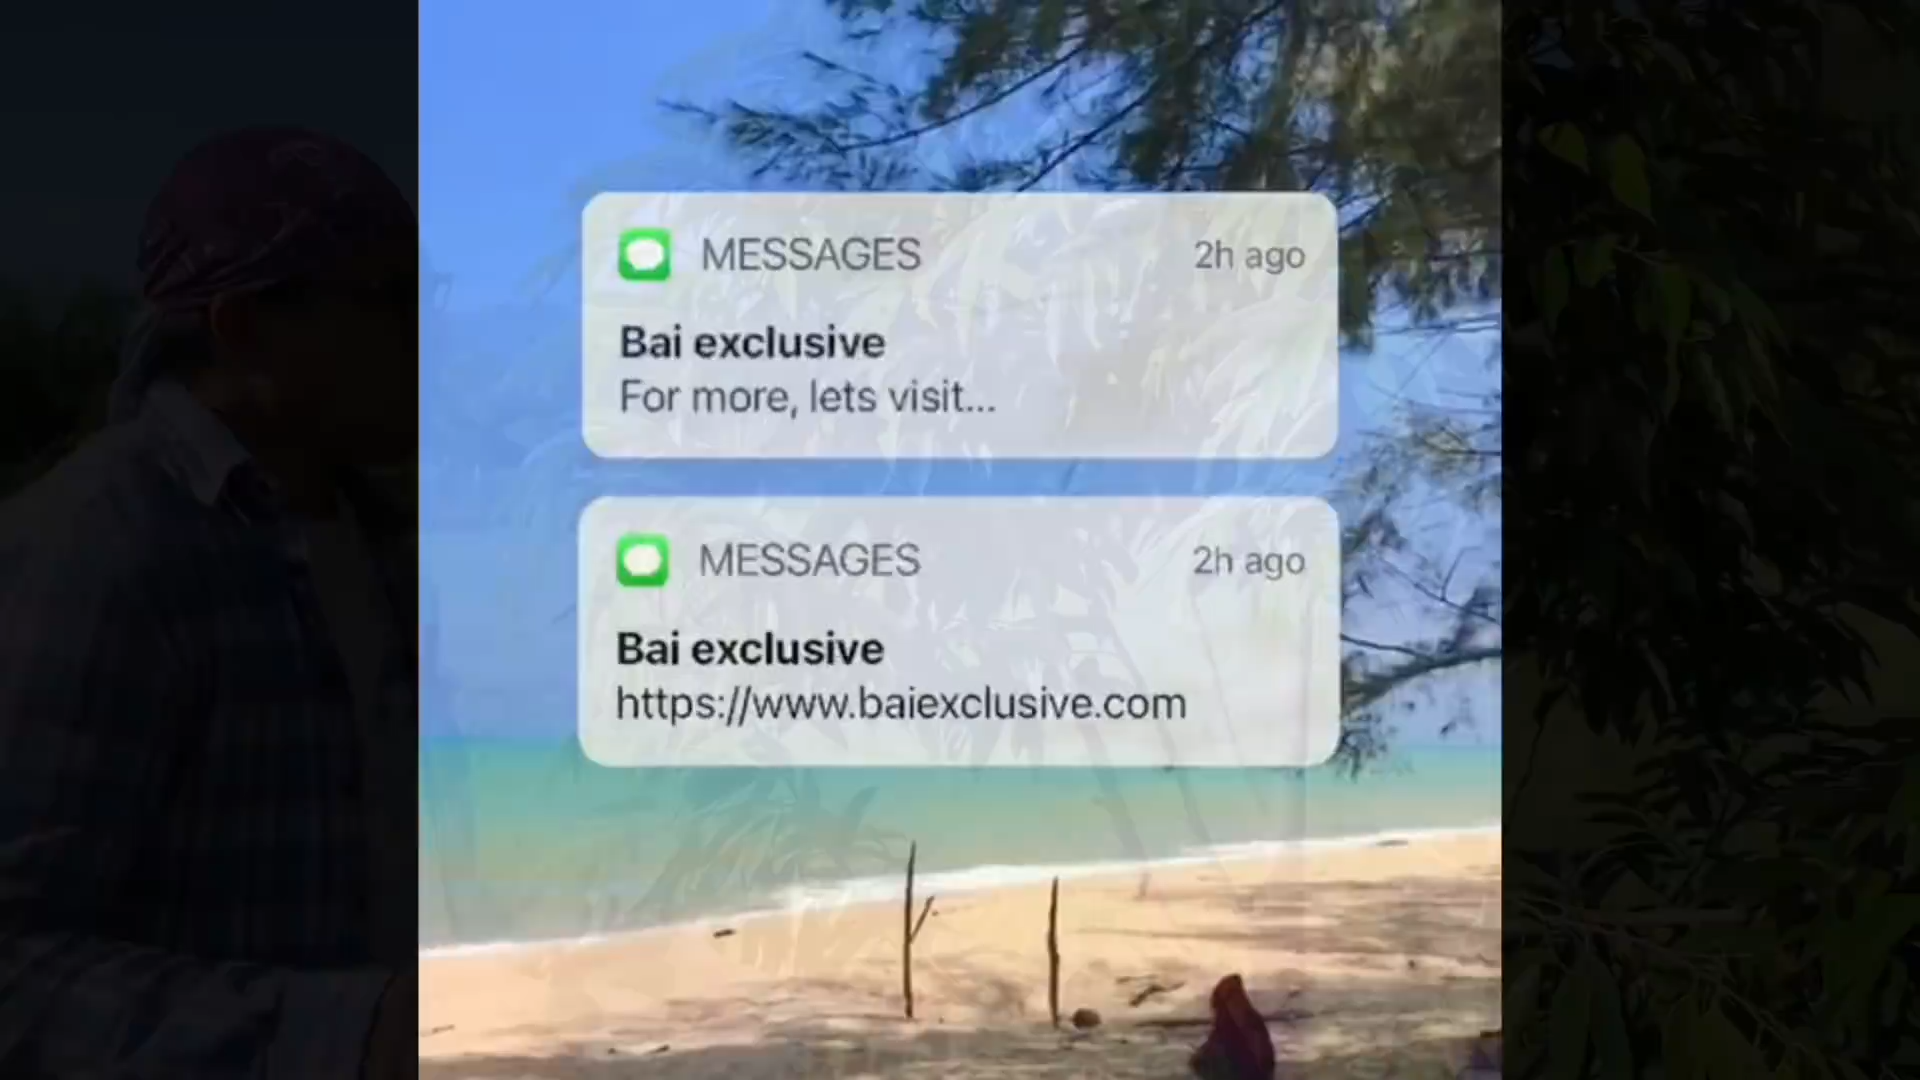 MESSAGES 2h ago
Bai exclusive
For more, lets visit...
MESSAGES 2h ago
Bai exclusive
https://www.baiexclusive.com